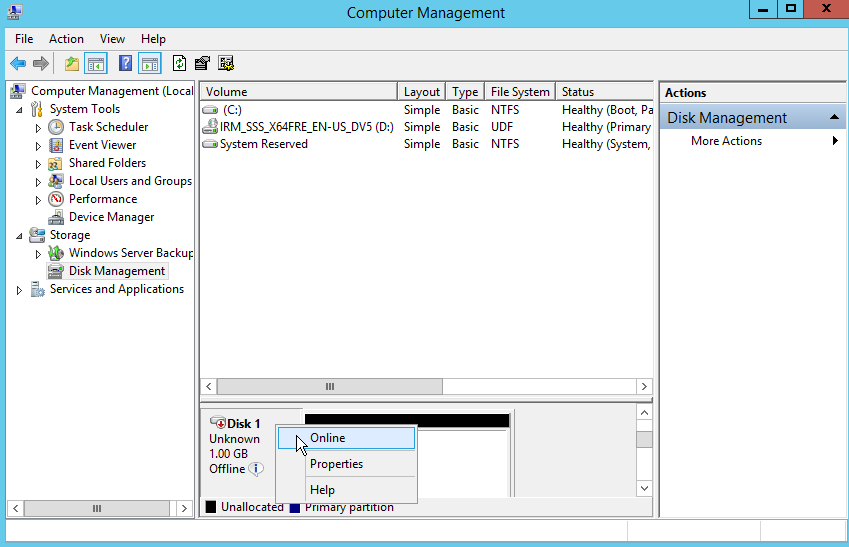 Computer Management
File Action View Help
Computer Management (Local
System Tools
Task Scheduler
Event Viewer
Shared Folders
Local Users and Groups
Performance
Device Manager
Storage
Windows Server Backup
Disk Management
Services and Applications
Volume Layout Type File System Status
(C:) Simple Basic NTFS Healthy (Boot, Pa
IRM_SSS_X64FRE_EN-US_DV5 (D:) Simple Basic UDF Healthy (Primary
System Reserved Simple Basic NTFS Healthy (System,
Disk 1
Unknown
1.00 GB
Offline
Online
Properties
Help
Unallocated Primary partition
Actions
Disk Management
More Actions